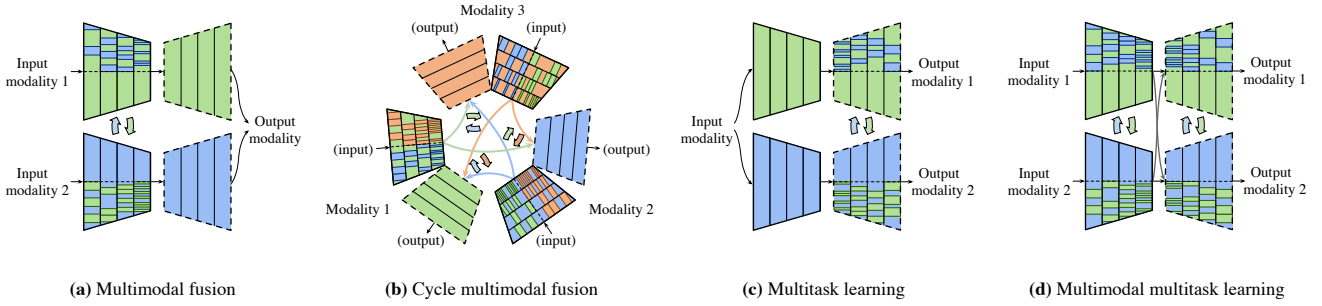 Input
modality 1
Input
modality 2
Output
modality
(a) Multimodal fusion
Modality 3
(output)
(input)
(input)
(output)
Modality 1
Modality 2
(output)
(input)
(b) Cycle multimodal fusion
Input
modality
Output
modality 1
Output
modality 2
(c) Multitask learning
Input
modality 1
Input
modality 2
Output
modality 1
Output
modality 2
(d) Multimodal multitask learning